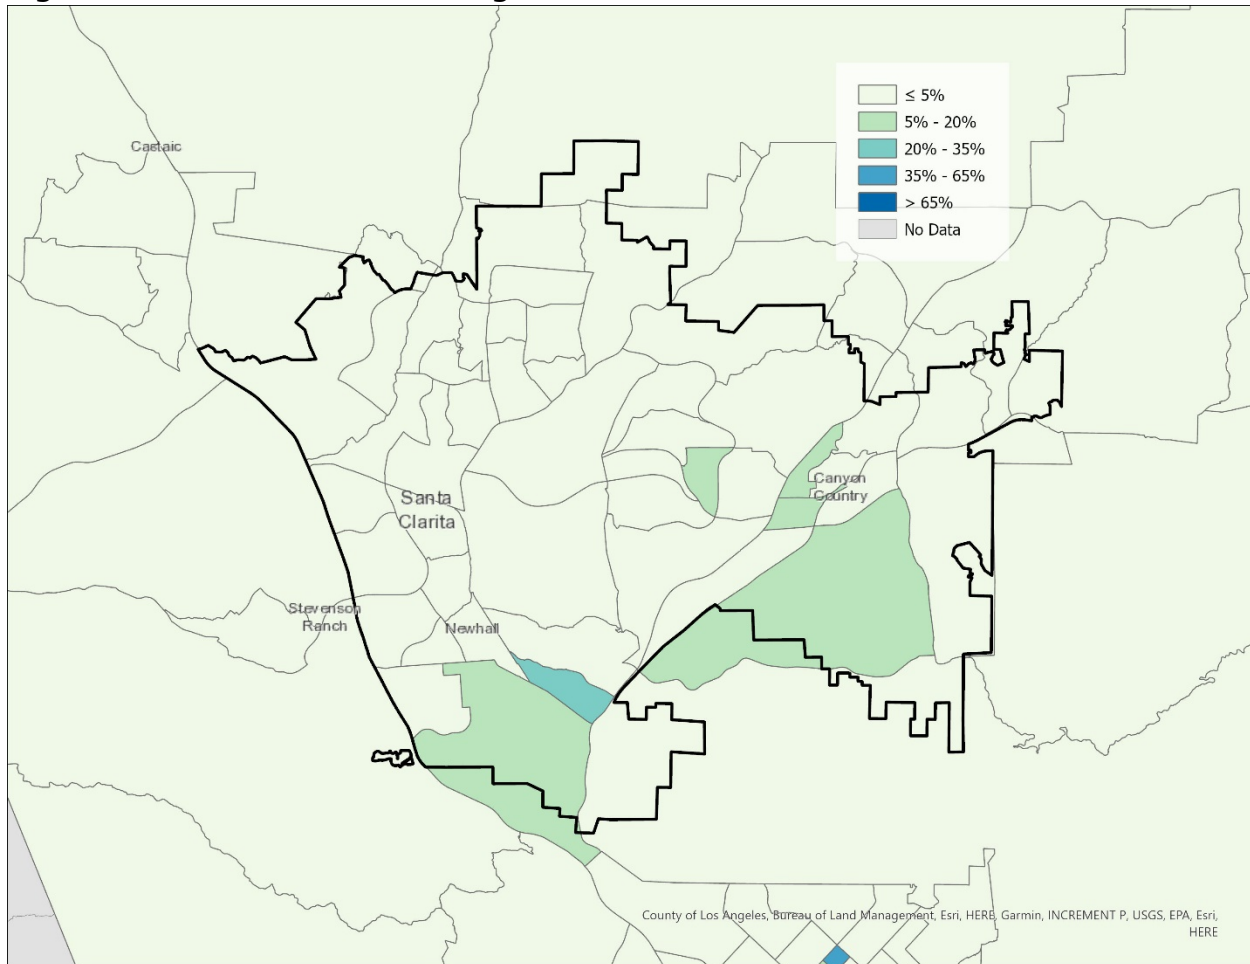 ≤ 5%
5% - 20%
20% - 35%
35% - 65%
> 65%
No Data
Castaic
Canyon
Country
Santa
Clarita
Stevenson
Ranch
Newhall
County of Los Angeles, Bureau of Land Management, Esri, HERE, Garmin, INCREMENT P, USGS, EPA, Esri,
HERE